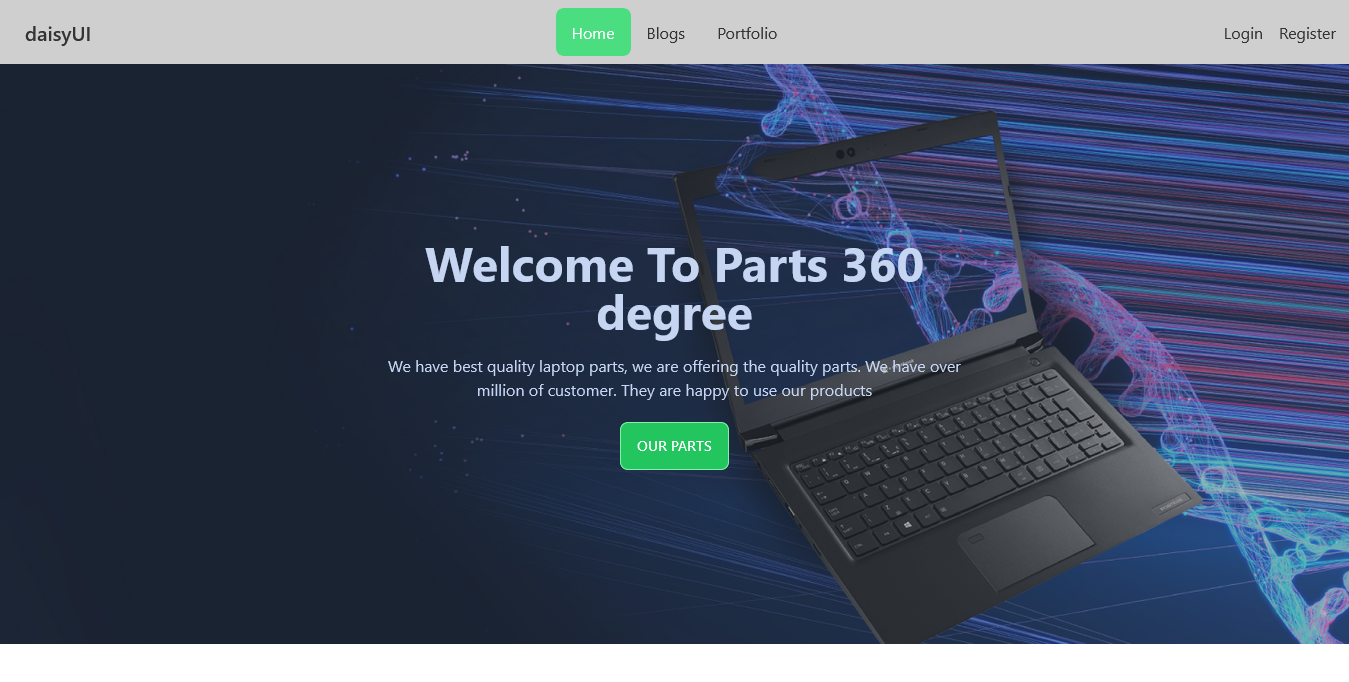 daisyUI
Home Blogs Portfolio
Login Register
Welcome To Parts 360
degree
We have best quality laptop parts, we are offering the quality parts. We have over
million of customer. They are happy to use our products
OUR PARTS